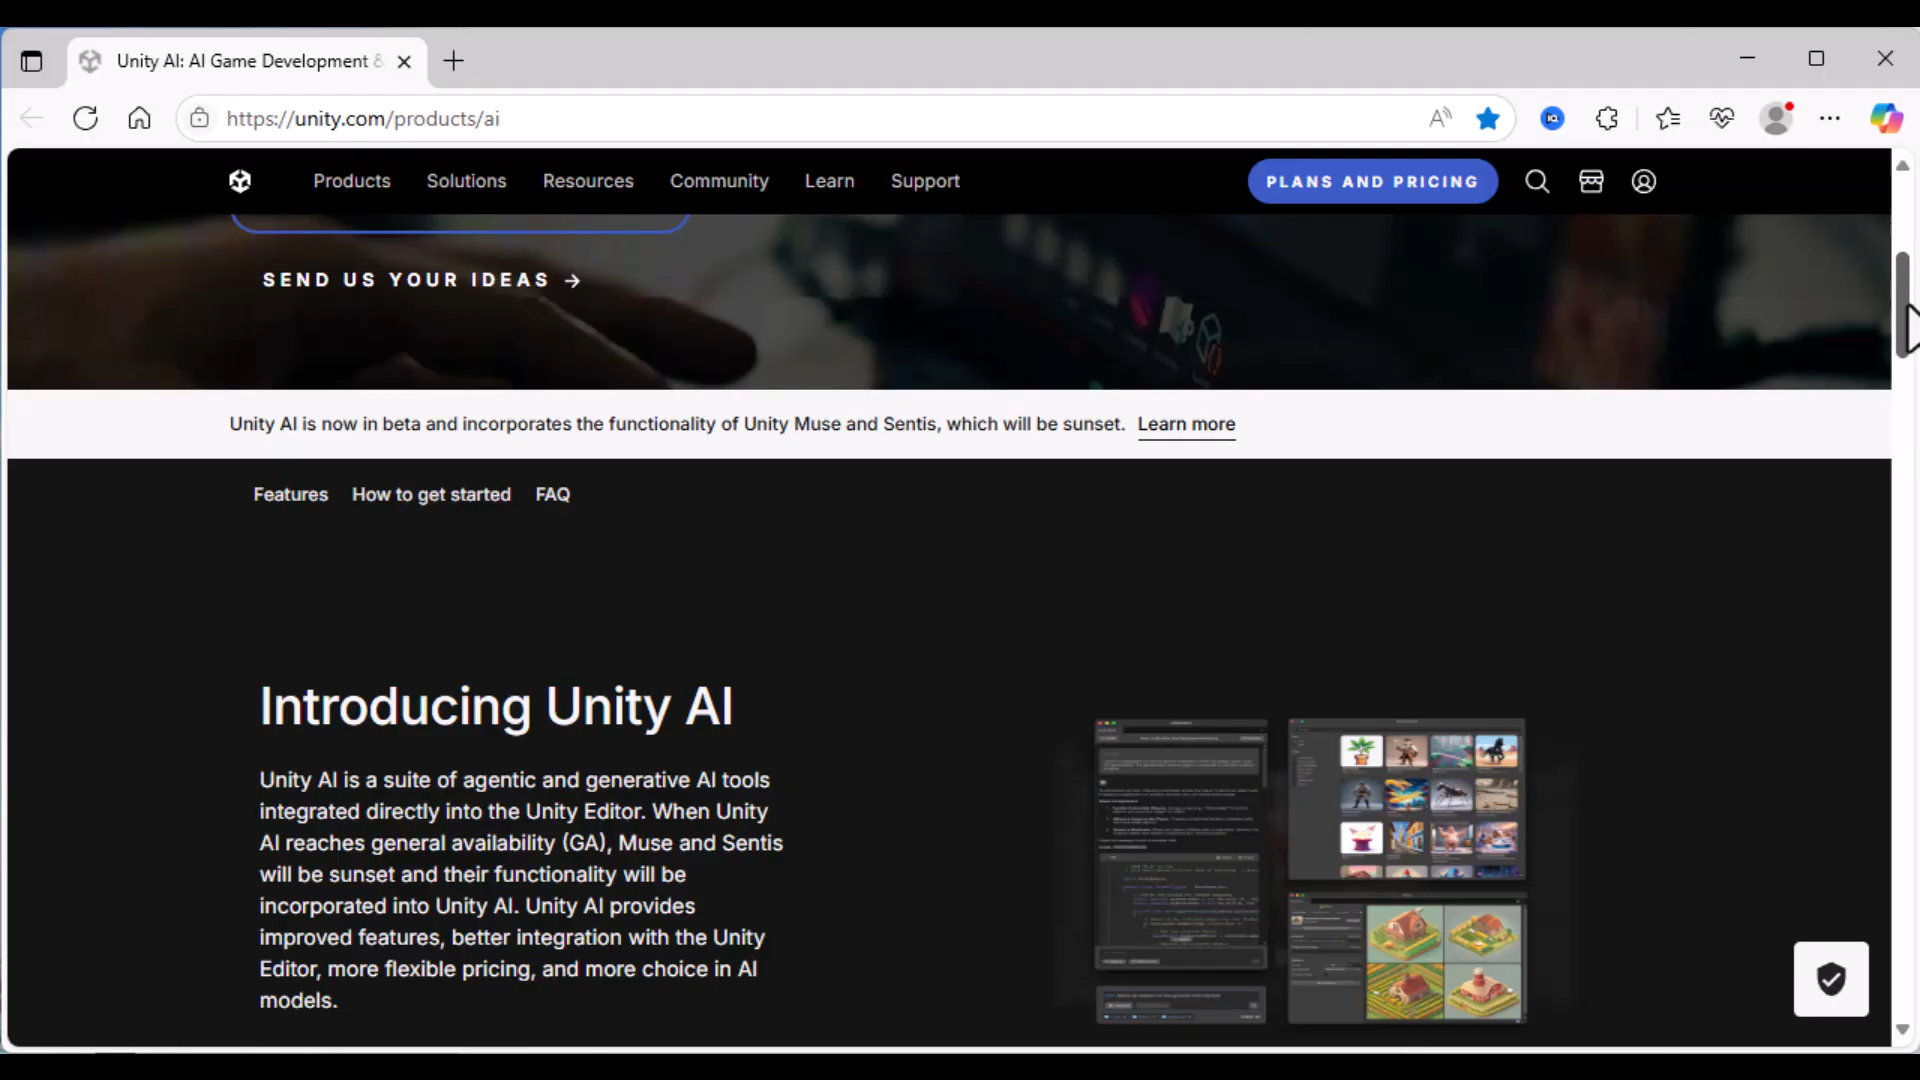 Unity AI: AI Game Development &
https://unity.com/products/ai
Products Solutions Resources Community Learn Support PLANS AND PRICING
SEND US YOUR IDEAS →
Unity AI is now in beta and incorporates the functionality of Unity Muse and Sentis, which will be sunset. Learn more
Features How to get started FAQ
Introducing Unity AI
Unity AI is a suite of agentic and generative AI tools
integrated directly into the Unity Editor. When Unity
AI reaches general availability (GA), Muse and Sentis
will be sunset and their functionality will be
incorporated into Unity AI. Unity AI provides
improved features, better integration with the Unity
Editor, more flexible pricing, and more choice in AI
models.